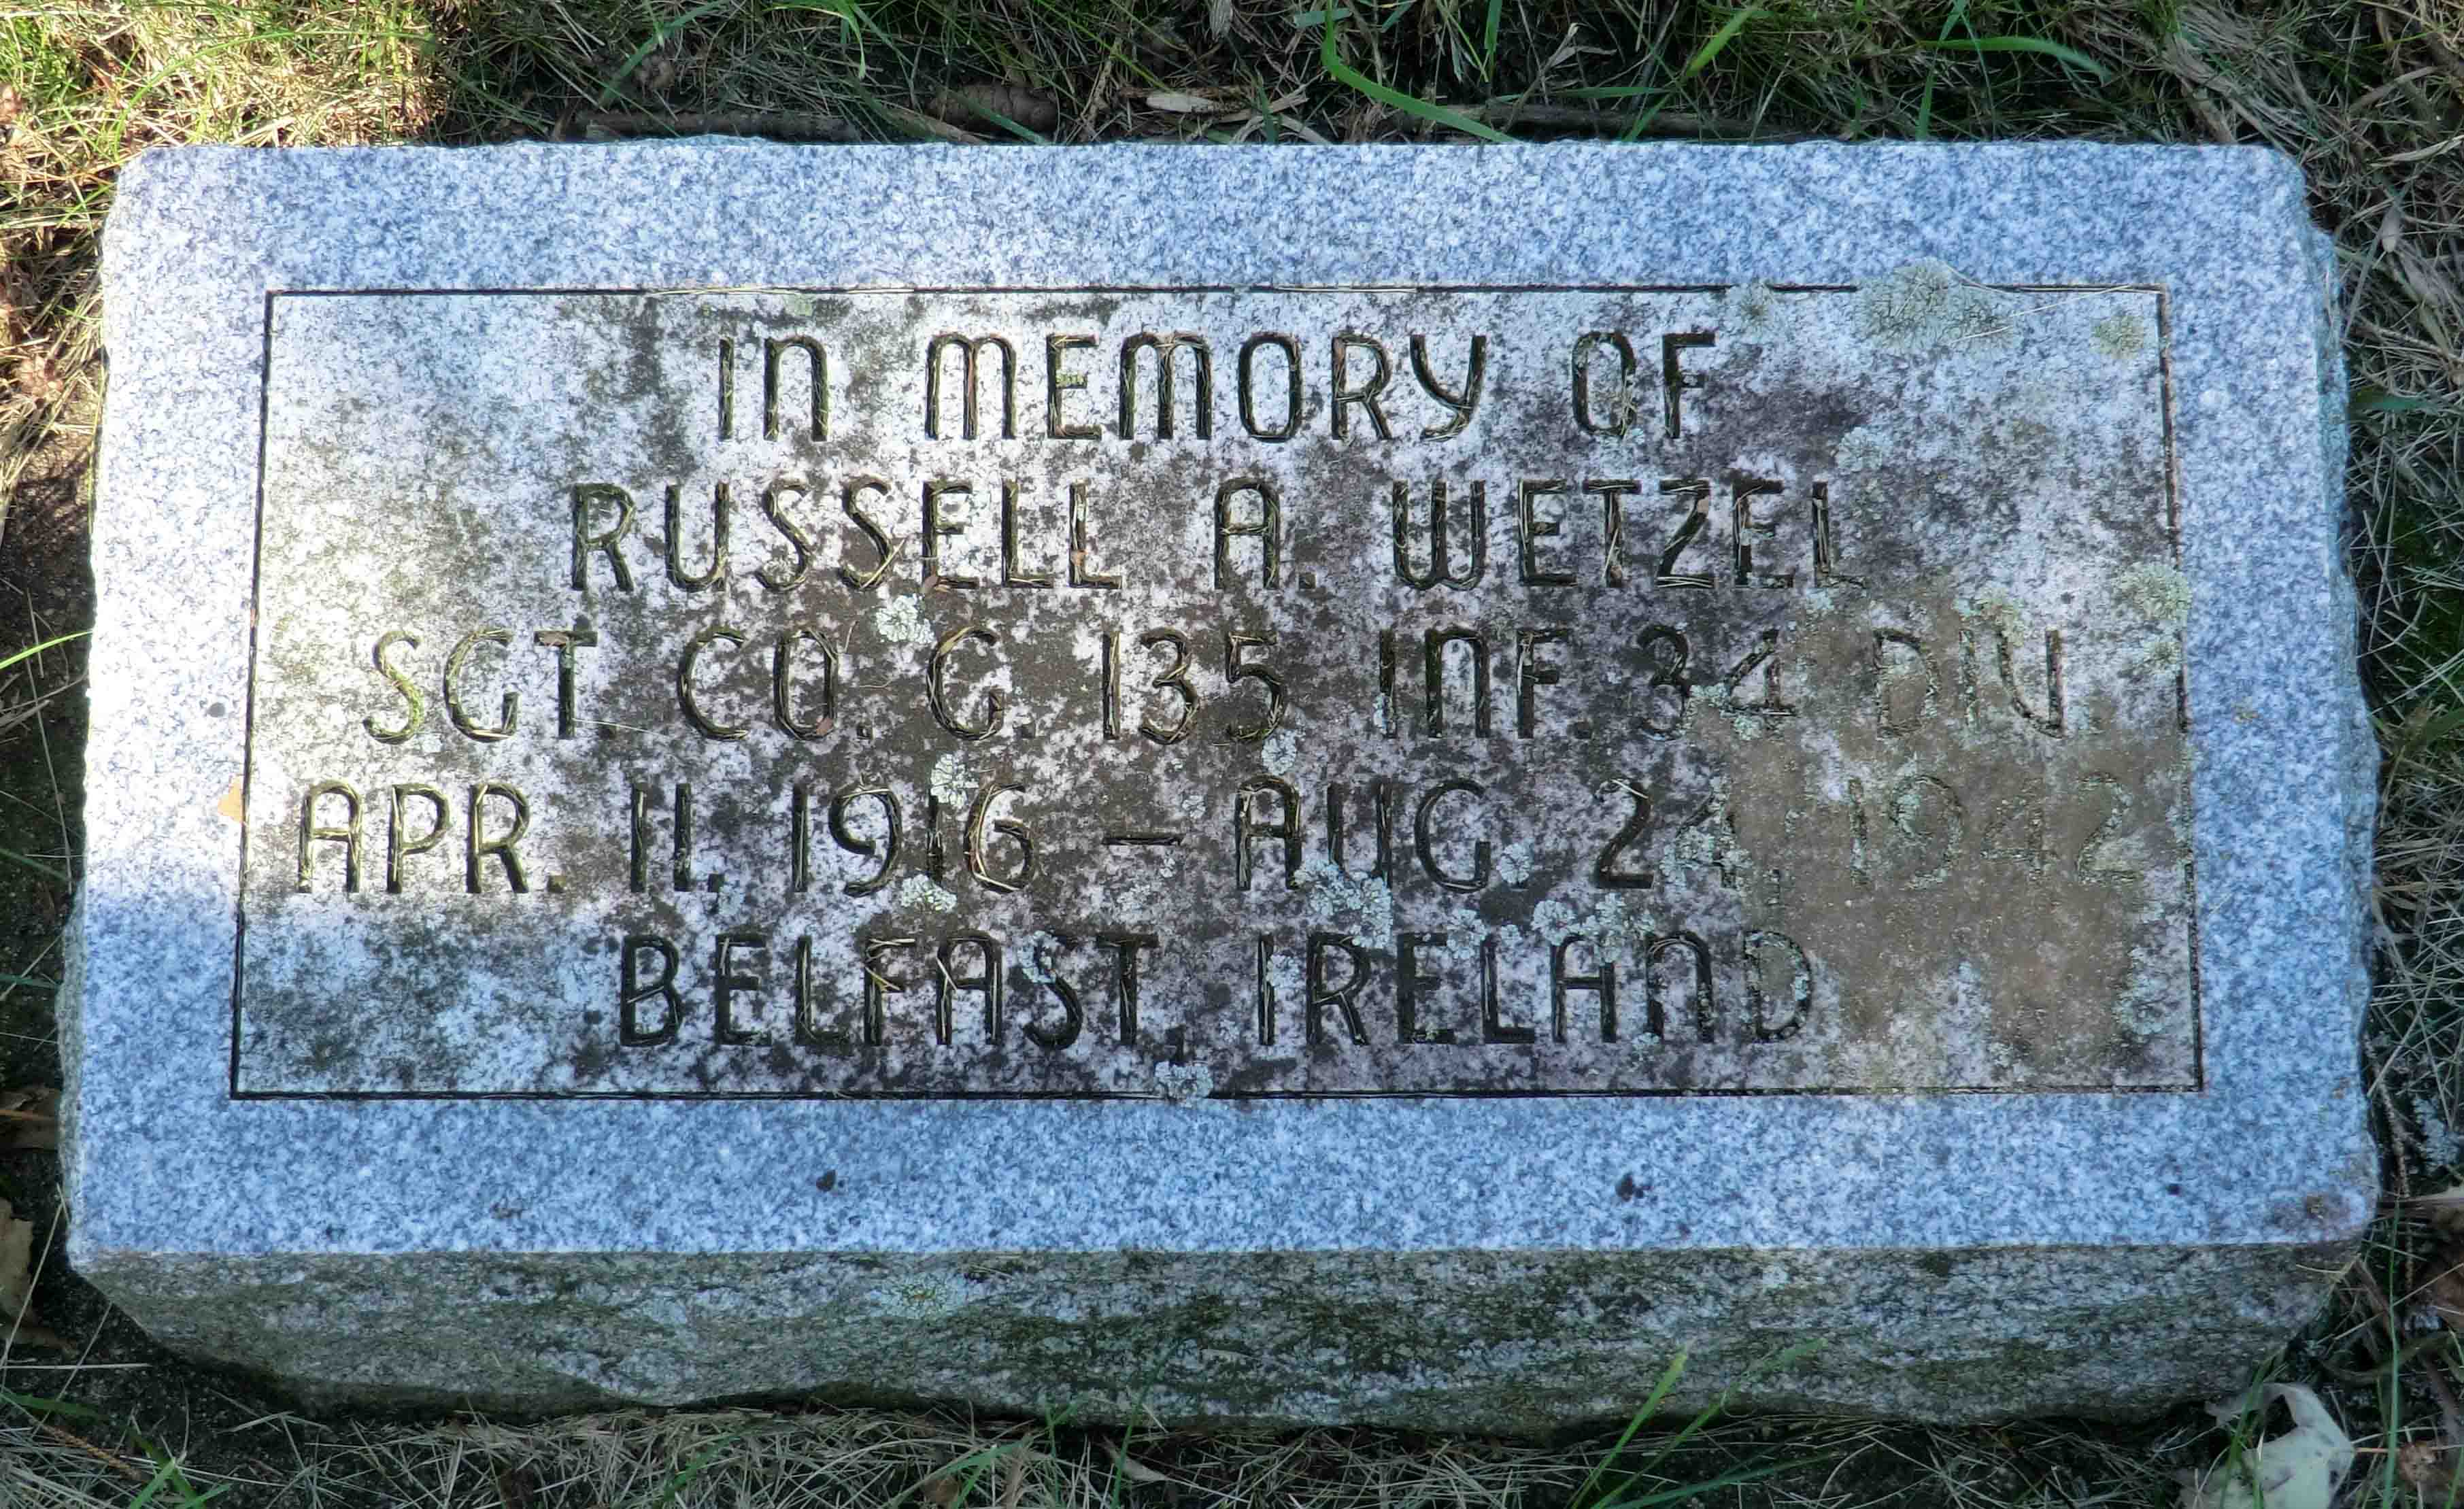 IN MEMORY OF
RUSSELL A. WETZEL
SGT. CO. G. 135 INF. 34 DIV.
APR. 11, 1916 — AUG. 24, 1942
BELFAST, IRELAND